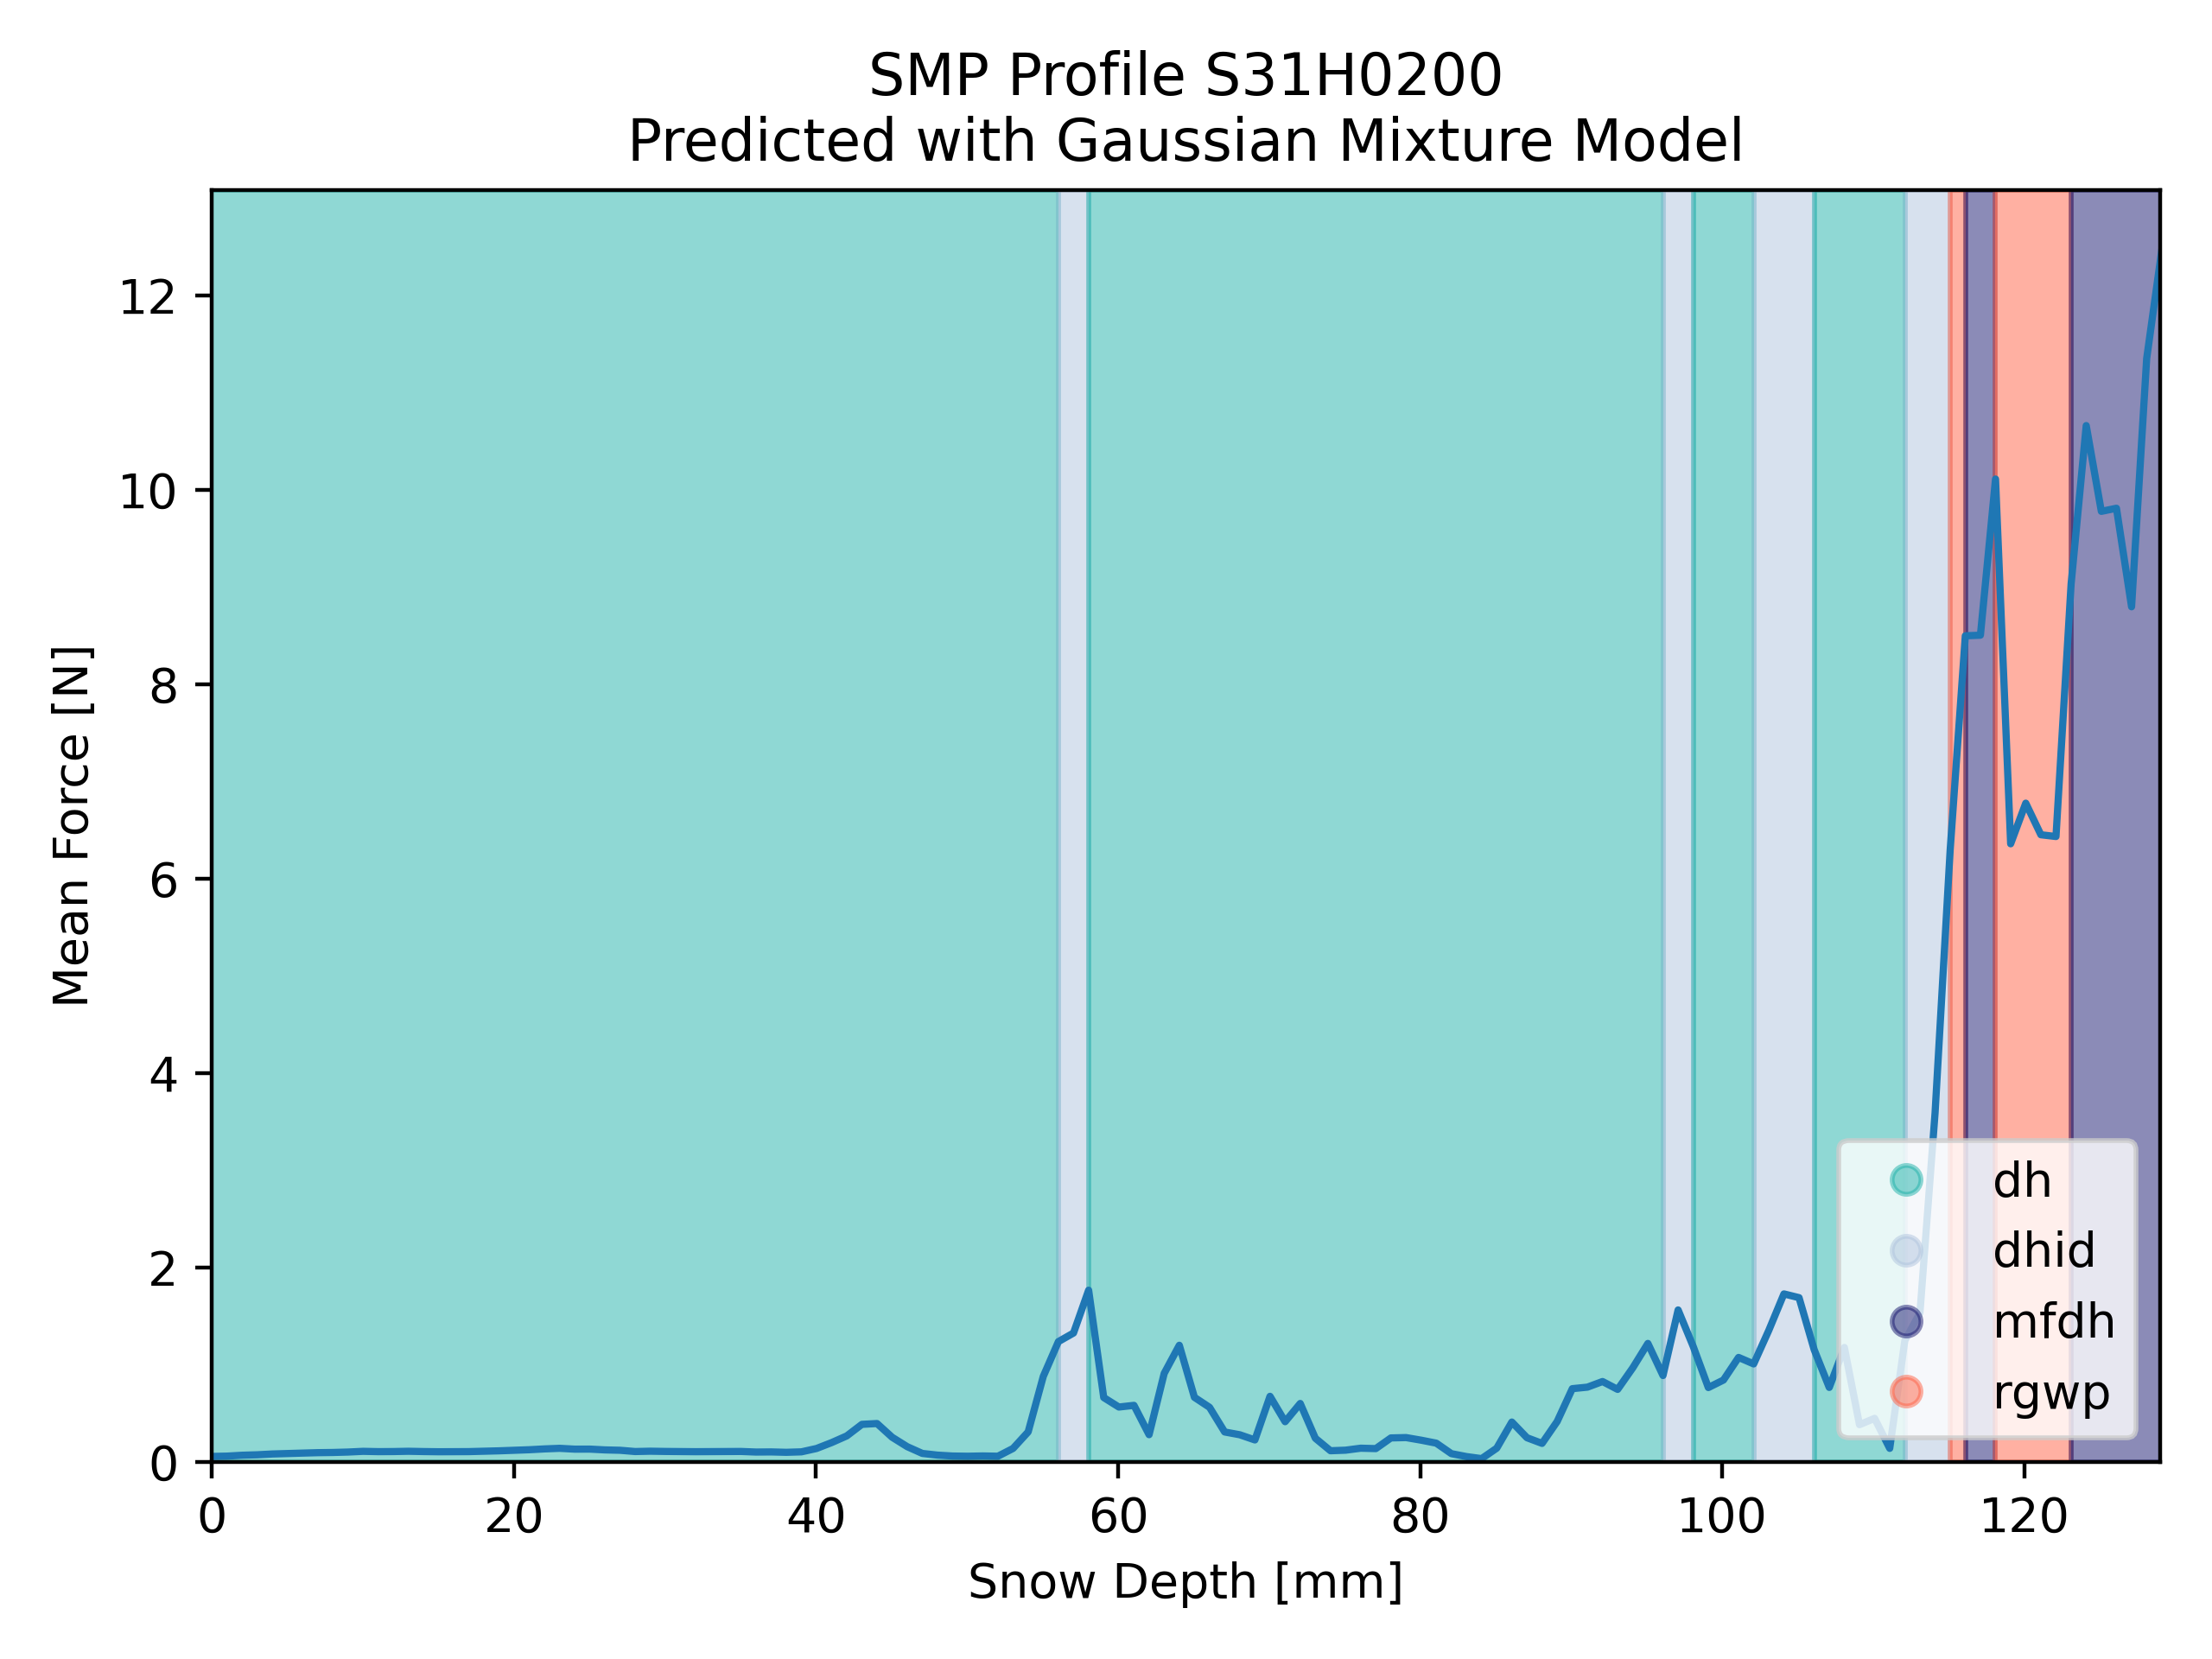 SMP Profile S31H0200
Predicted with Gaussian Mixture Model
Mean Force [N]
12
10
8
6
4
2
0
dh
dhid
mfdh
rgwp
0 20 40 60 80 100 120
Snow Depth [mm]